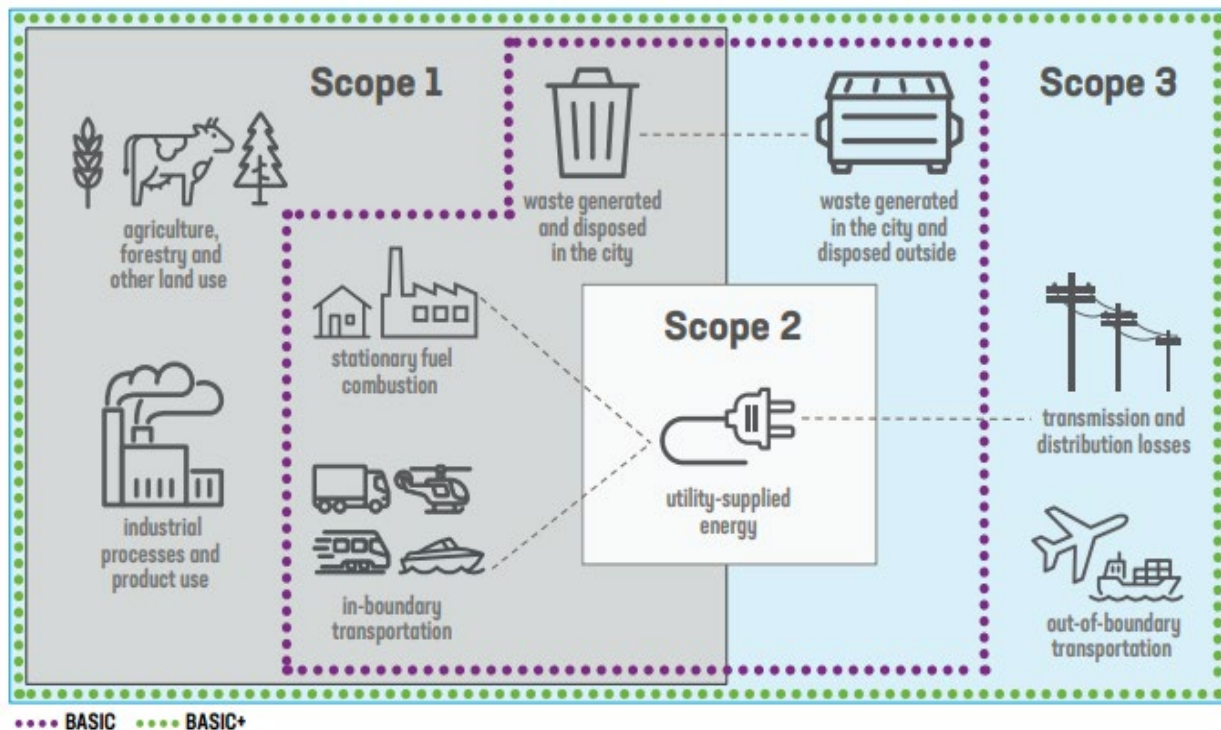 Scope 1
Scope 3
agriculture,
forestry and
other land use
waste generated
and disposed
in the city
waste generated
in the city and
disposed outside
Scope 2
stationary fuel
combustion
utility-supplied
energy
transmission and
distribution losses
industrial
processes and
product use
in-boundary
transportation
out-of-boundary
transportation
BASIC
BASIC+